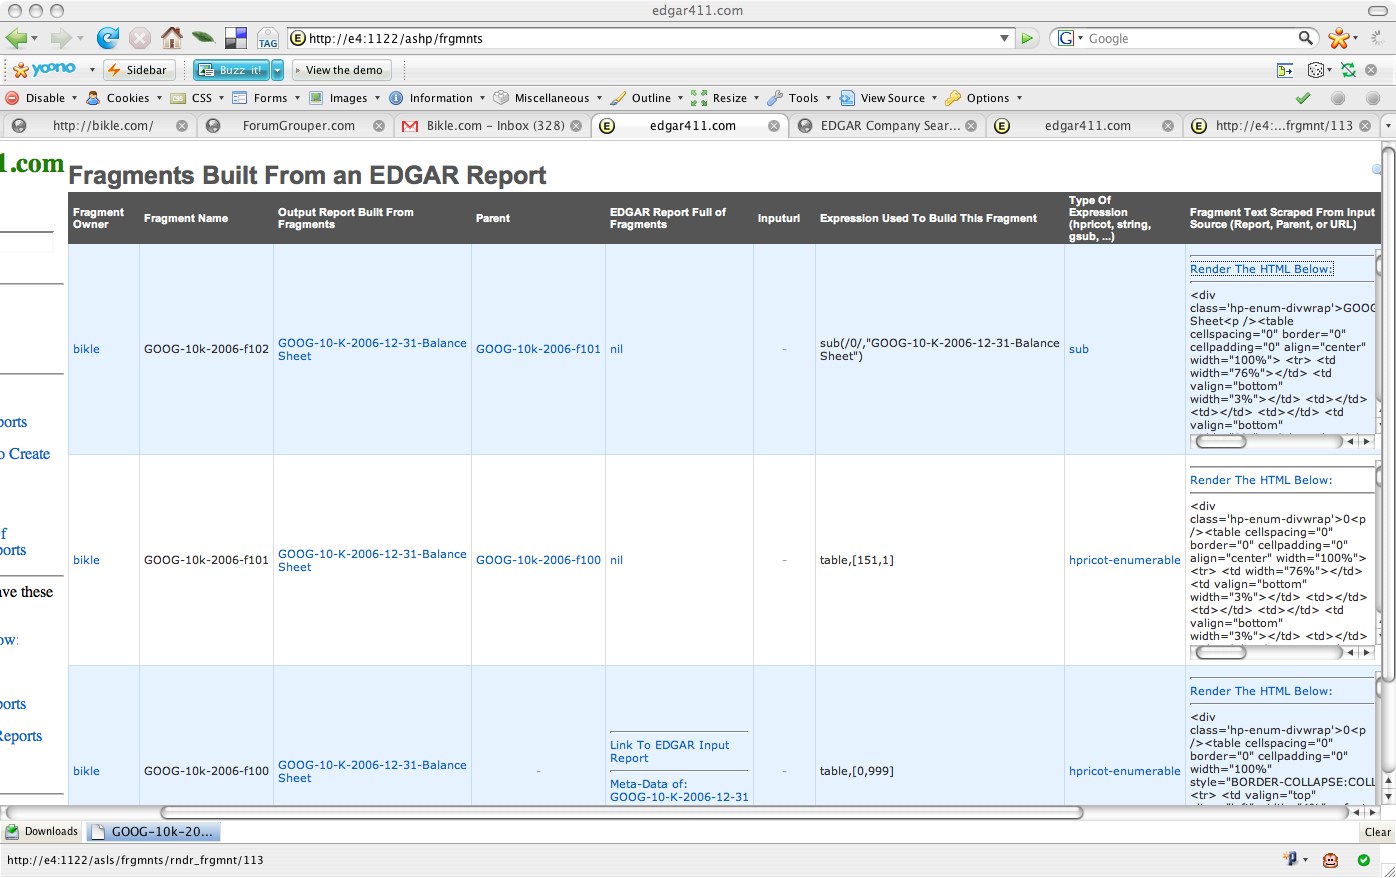 edgar411.com
TAG
E http://e4:1122/ashp/frgmnts
G Google
yoono
Sidebar
Buzz it!
View the demo
Disable
Cookies
CSS
Forms
Images
Information
Miscellaneous
Outline
Resize
Tools
View Source
Options
http://bikle.com/
ForumGrouper.com
Bikle.com – Inbox (328)
edgar411.com
EDGAR Company Sear...
edgar411.com
http://e4:...frgmnt/113
1.com
ports
o Create
f
ports
ave these
ow:
ports
Reports
Fragments Built From an EDGAR Report
Fragment Owner
Fragment Name
Output Report Built From Fragments
Parent
EDGAR Report Full of Fragments
Inputurl
Expression Used To Build This Fragment
Type Of Expression (hpricot, string, gsub, ...)
Fragment Text Scraped From Input Source (Report, Parent, or URL)
bikle
GOOG-10k-2006-f102
GOOG-10-K-2006-12-31-Balance
Sheet
GOOG-10k-2006-f101
nil
-
sub(/0/,"GOOG-10-K-2006-12-31-Balance
Sheet")
sub
Render The HTML Below:
<div
class='hp-enum-divwrap'>GOOG
Sheet<p /><table
cellspacing="0" border="0"
cellpadding="0" align="center"
width="100%"> <tr> <td
width="76%"></td> <td
valign="bottom"
width="3%"></td> <td></td>
<td></td> <td></td> <td
valign="bottom"
bikle
GOOG-10k-2006-f101
GOOG-10-K-2006-12-31-Balance
Sheet
GOOG-10k-2006-f100
nil
-
table,[151,1]
hpricot-enumerable
Render The HTML Below:
<div
class='hp-enum-divwrap'>0<p
/><table cellspacing="0"
border="0" cellpadding="0"
align="center" width="100%">
<tr> <td width="76%"></td>
<td valign="bottom"
width="3%"></td> <td></td>
<td></td> <td></td> <td
valign="bottom"
width="3%"></td> <td></td>
bikle
GOOG-10k-2006-f100
GOOG-10-K-2006-12-31-Balance
Sheet
-
Link To EDGAR Input
Report
Meta-Data of:
GOOG-10-K-2006-12-31
-
table,[0,999]
hpricot-enumerable
Render The HTML Below:
<div
class='hp-enum-divwrap'>0<p
/><table cellspacing="0"
border="0" cellpadding="0"
width="100%"
style="BORDER-COLLAPSE:COLL
<tr> <td valign="top"
Downloads
GOOG-10k-20...
Clear
http://e4:1122/asls/frgmnts/rndr_frgmnt/113